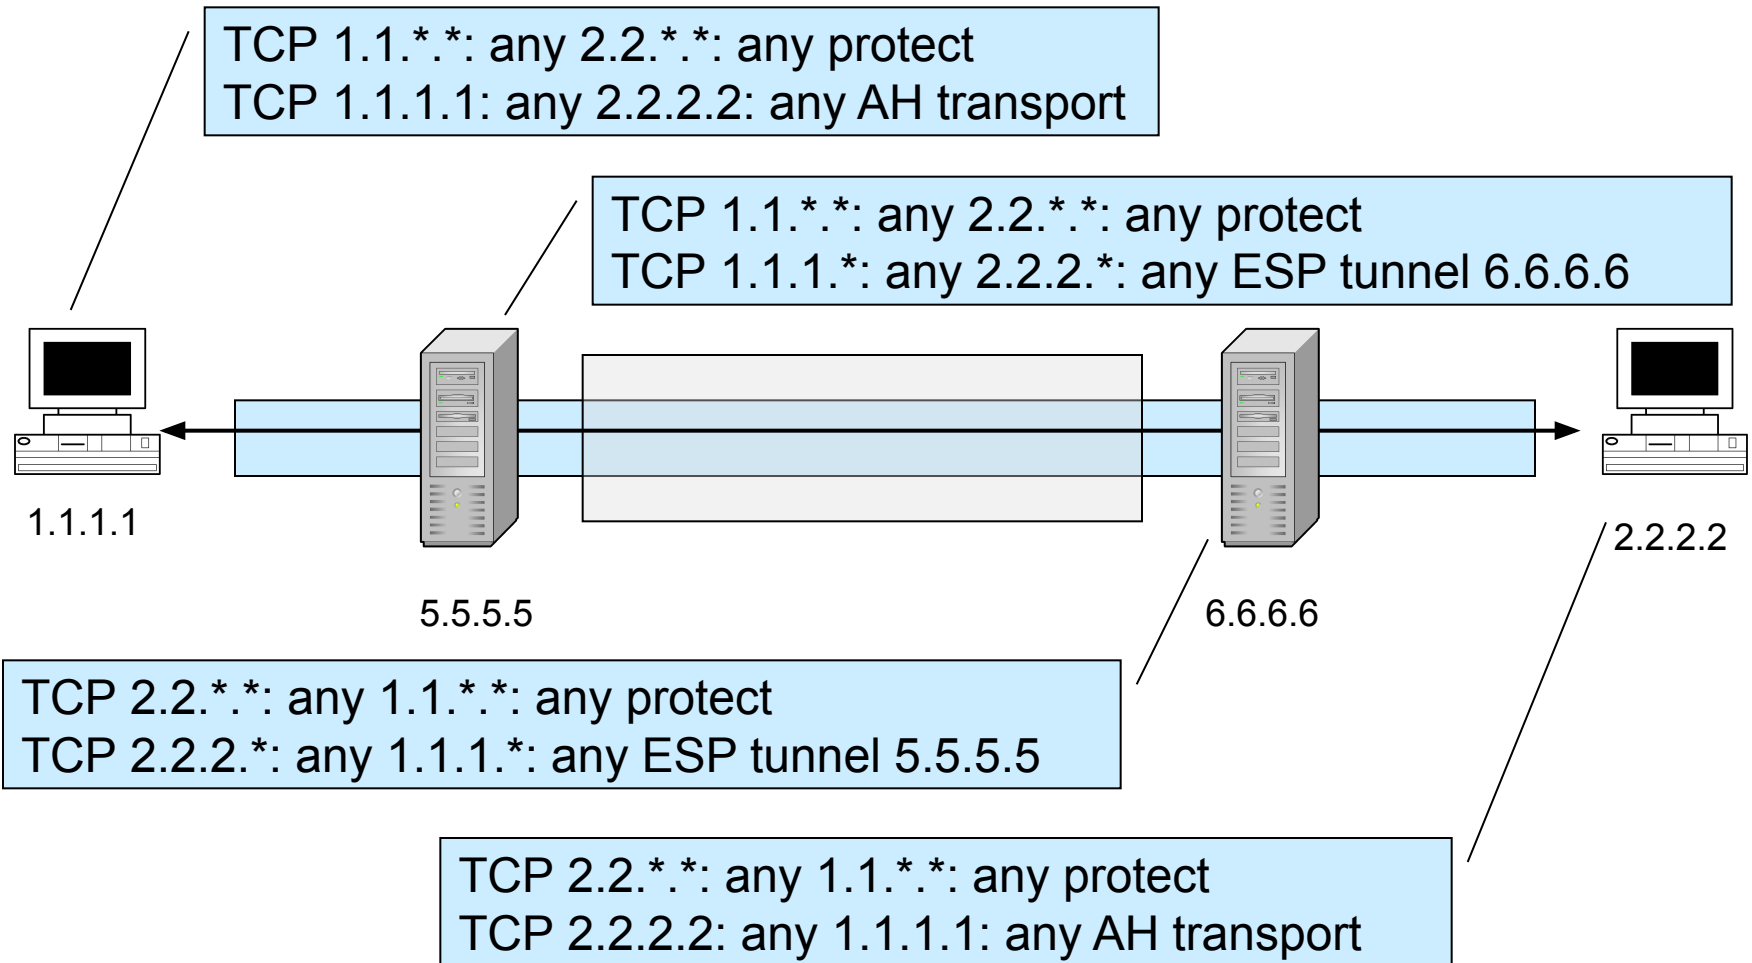 TCP 1.1.*.*: any 2.2.*.*: any protect
TCP 1.1.1.1: any 2.2.2.2: any AH transport
TCP 1.1.*.*: any 2.2.*.*: any protect
TCP 1.1.1.*: any 2.2.2.*: any ESP tunnel 6.6.6.6
1.1.1.1
2.2.2.2
5.5.5.5
6.6.6.6
TCP 2.2.*.*: any 1.1.*.*: any protect
TCP 2.2.2.*: any 1.1.1.*: any ESP tunnel 5.5.5.5
TCP 2.2.*.*: any 1.1.*.*: any protect
TCP 2.2.2.2: any 1.1.1.1: any AH transport